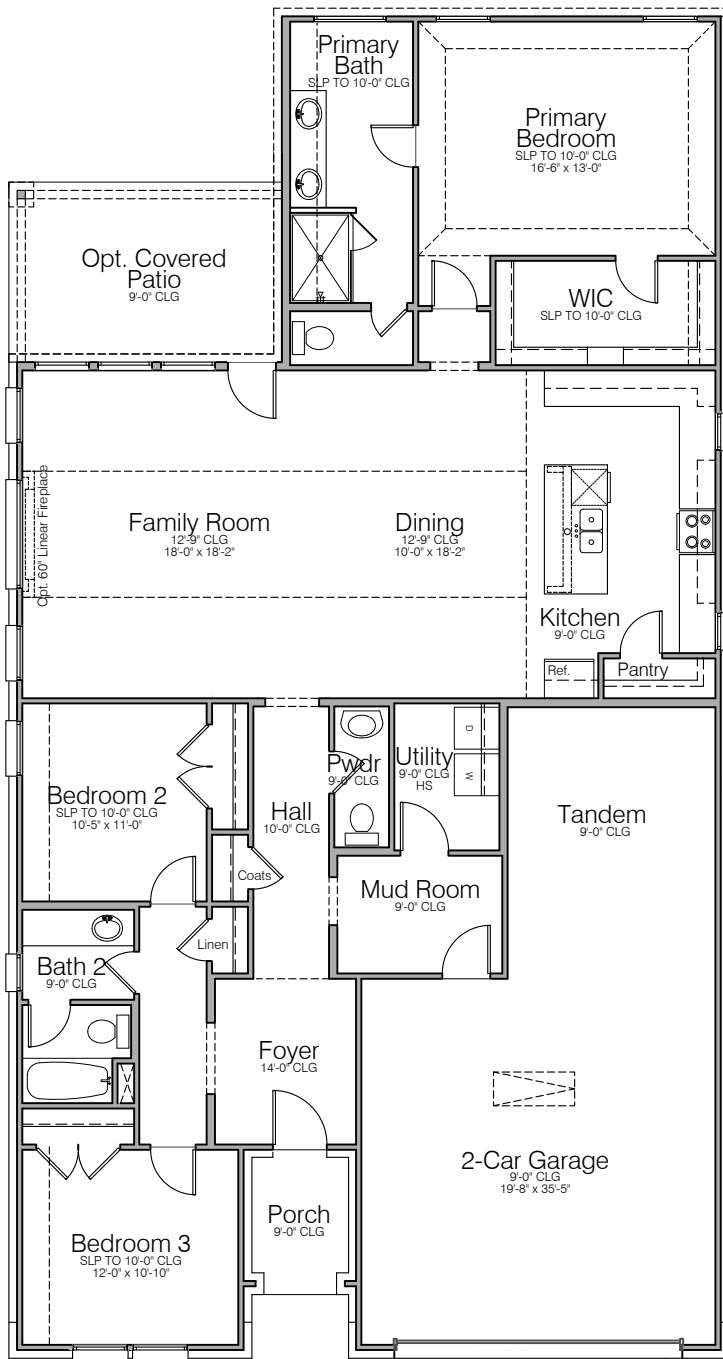 Primary
Bath
SLP TO 10'-0" CLG
Primary
Bedroom
SLP TO 10'-0" CLG
16'-6" x 13'-0"
Opt. Covered
Patio
9'-0" CLG
WIC
SLP TO 10'-0" CLG
Opt. 60" Linear Fireplace
Family Room
12'-9" CLG
18'-0" x 18'-2"
Dining
12'-9" CLG
10'-0" x 18'-2"
Kitchen
9'-0" CLG
Ref.
Pantry
Bedroom 2
SLP TO 10'-0" CLG
10'-5" x 11'-0"
Hall
10'-0" CLG
Pwdr
9'-0" CLG
Utility
9'-0" CLG
HS
D
W
Tandem
9'-0" CLG
Coats
Mud Room
9'-0" CLG
Linen
Bath 2
9'-0" CLG
Foyer
14'-0" CLG
2-Car Garage
9'-0" CLG
19'-8" x 35'-5"
Porch
9'-0" CLG
Bedroom 3
SLP TO 10'-0" CLG
12'-0" x 10'-10"